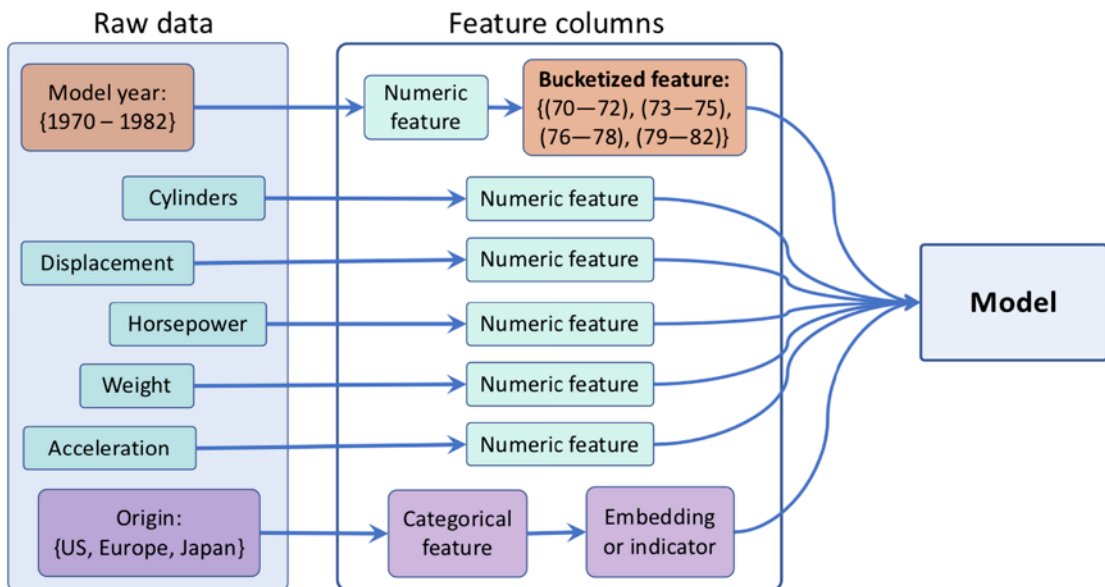 Raw data
Feature columns
Model year:
{1970 – 1982}
Numeric
feature
Bucketized feature:
{(70—72), (73—75),
(76—78), (79—82)}
Cylinders
Numeric feature
Displacement
Numeric feature
Horsepower
Numeric feature
Weight
Numeric feature
Acceleration
Numeric feature
Origin:
{US, Europe, Japan}
Categorical
feature
Embedding
or indicator
Model